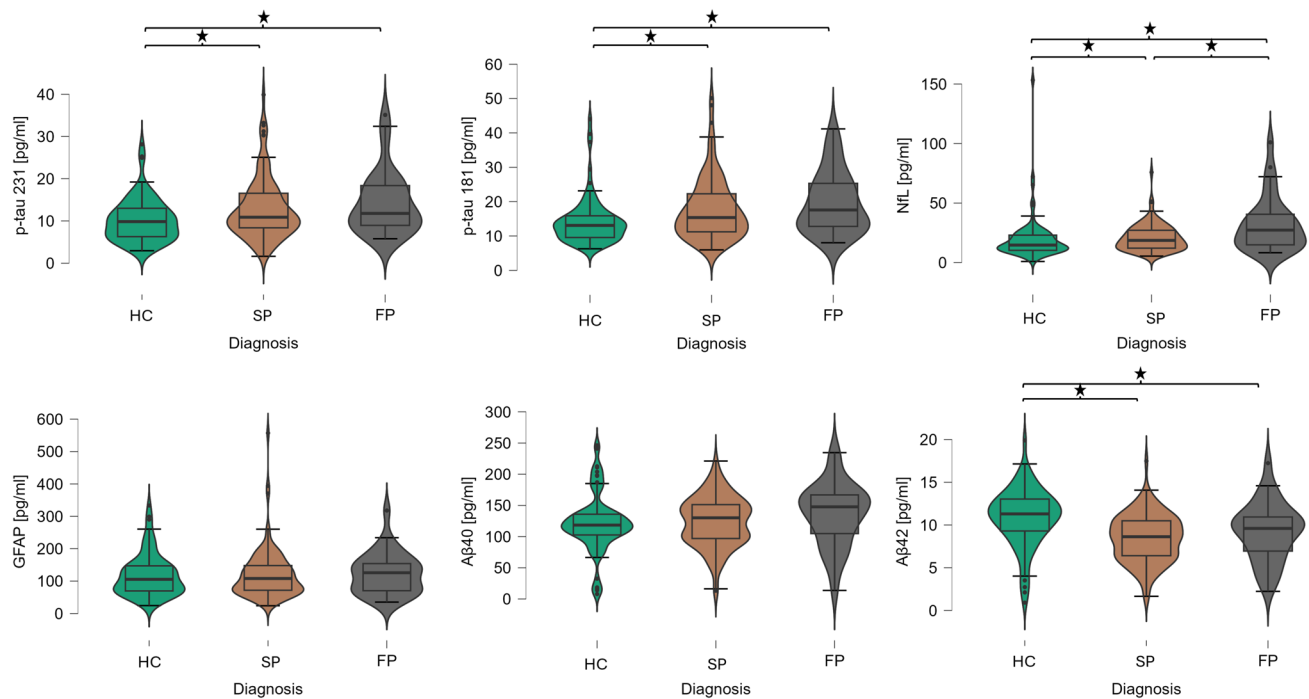 p-tau 231 [pg/ml]
40
30
20
10
0
HC
SP
FP
Diagnosis
p-tau 181 [pg/ml]
60
50
40
30
20
10
0
HC
SP
FP
Diagnosis
NfL [pg/ml]
150
100
50
0
HC
SP
FP
Diagnosis
GFAP [pg/ml]
600
500
400
300
200
100
0
HC
SP
FP
Diagnosis
Aβ40 [pg/ml]
300
250
200
150
100
50
0
HC
SP
FP
Diagnosis
Aβ42 [pg/ml]
20
15
10
5
0
HC
SP
FP
Diagnosis